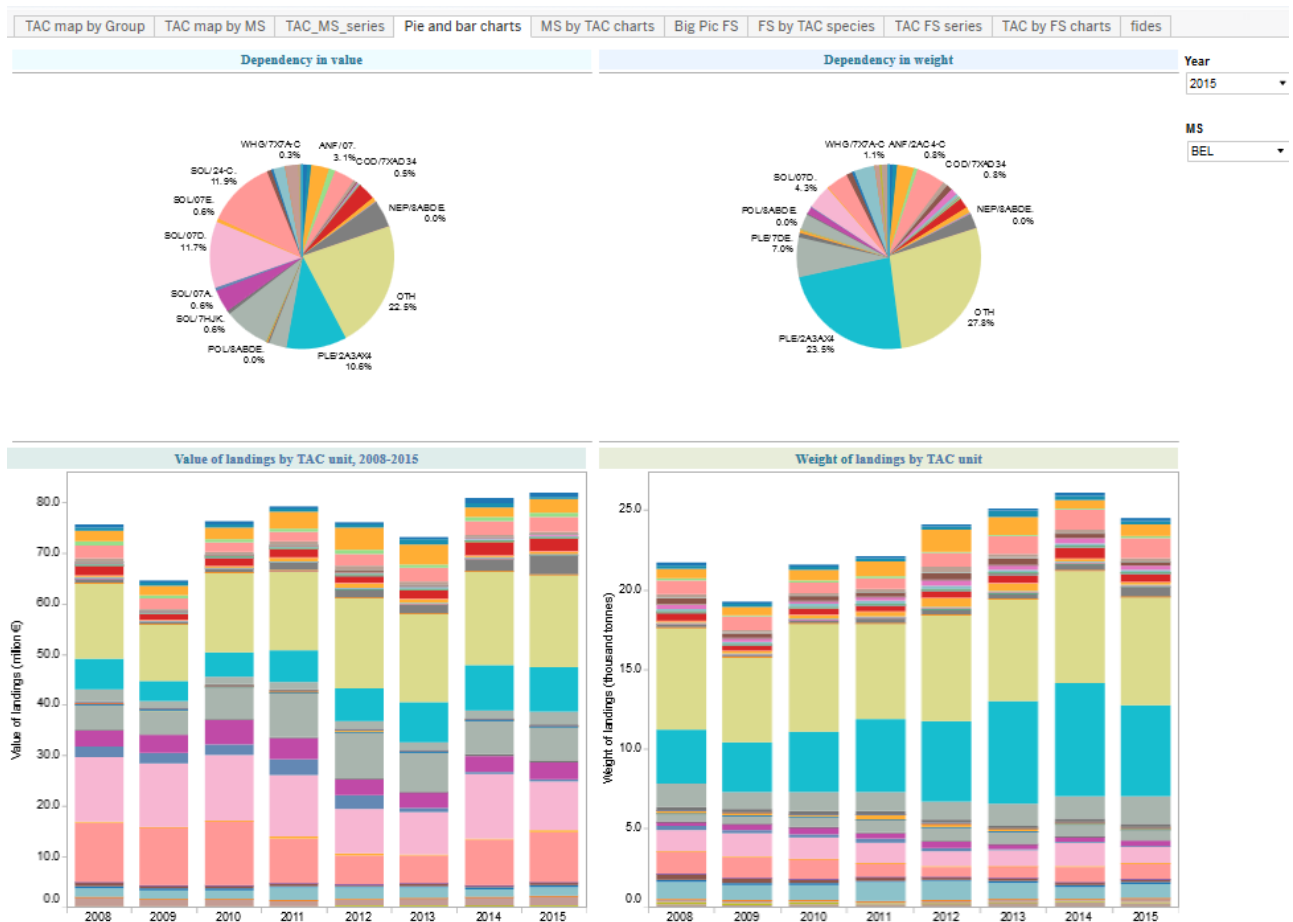 TAC map by Group TAC map by MS TAC_MS_series Pie and bar charts MS by TAC charts Big Pic FS FS by TAC species TAC FS series TAC by FS charts fides
Dependency in value
Dependency in weight
Year
2015
MS
BEL
WHG/7X7A-C
0.3%
ANF/07.
3.1%
COD/7XAD34
0.5%
NEP/8ABDE.
0.0%
OTH
22.5%
PLE/2A3AX4
10.6%
POL/8ABDE.
0.0%
SOL/7HJK.
0.6%
SOL/07A.
0.6%
SOL/07D.
11.7%
SOL/07E.
0.6%
SOL/24-C.
11.9%
WHG/7X7A-C
1.1%
ANF/2AC4-C
0.8%
COD/7XAD34
0.8%
NEP/8ABDE.
0.0%
OTH
27.8%
PLE/2A3AX4
23.5%
PLE/7DE.
7.0%
POL/8ABDE.
0.0%
SOL/07D.
4.3%
Value of landings by TAC unit, 2008-2015
Value of landings (million €)
80.0
70.0
60.0
50.0
40.0
30.0
20.0
10.0
0.0
2008 2009 2010 2011 2012 2013 2014 2015
Weight of landings by TAC unit
Weight of landings (thousand tonnes)
25.0
20.0
15.0
10.0
5.0
0.0
2008 2009 2010 2011 2012 2013 2014 2015